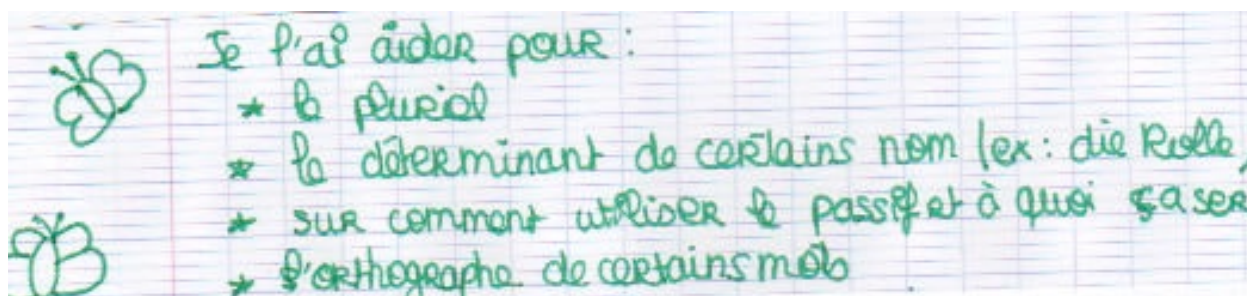 Je l'ai aider pour :
* le pluriel
* le déterminant de certains nom (ex : die Rolle,
* sur comment utiliser le passif et à quoi ça ser
* l'orthographe de certains mots